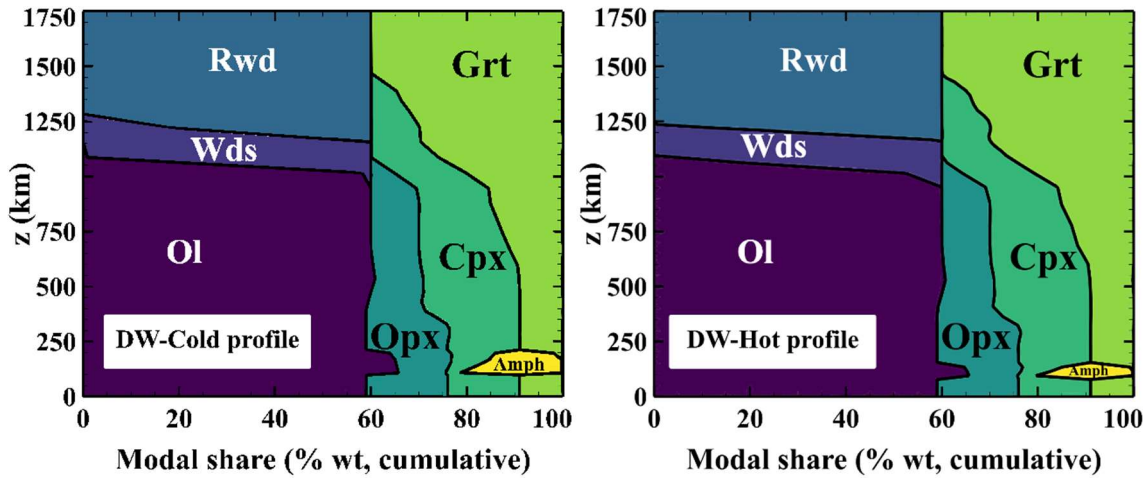 1750
1500
1250
1000
750
500
250
0
z (km)
Rwd
Grt
Wds
Ol
Cpx
Opx
DW-Cold profile
Amph
0 20 40 60 80 100
Modal share (% wt, cumulative)
1750
1500
1250
1000
750
500
250
0
z (km)
Rwd
Grt
Wds
Ol
Cpx
Opx
DW-Hot profile
Amph
0 20 40 60 80 100
Modal share (% wt, cumulative)